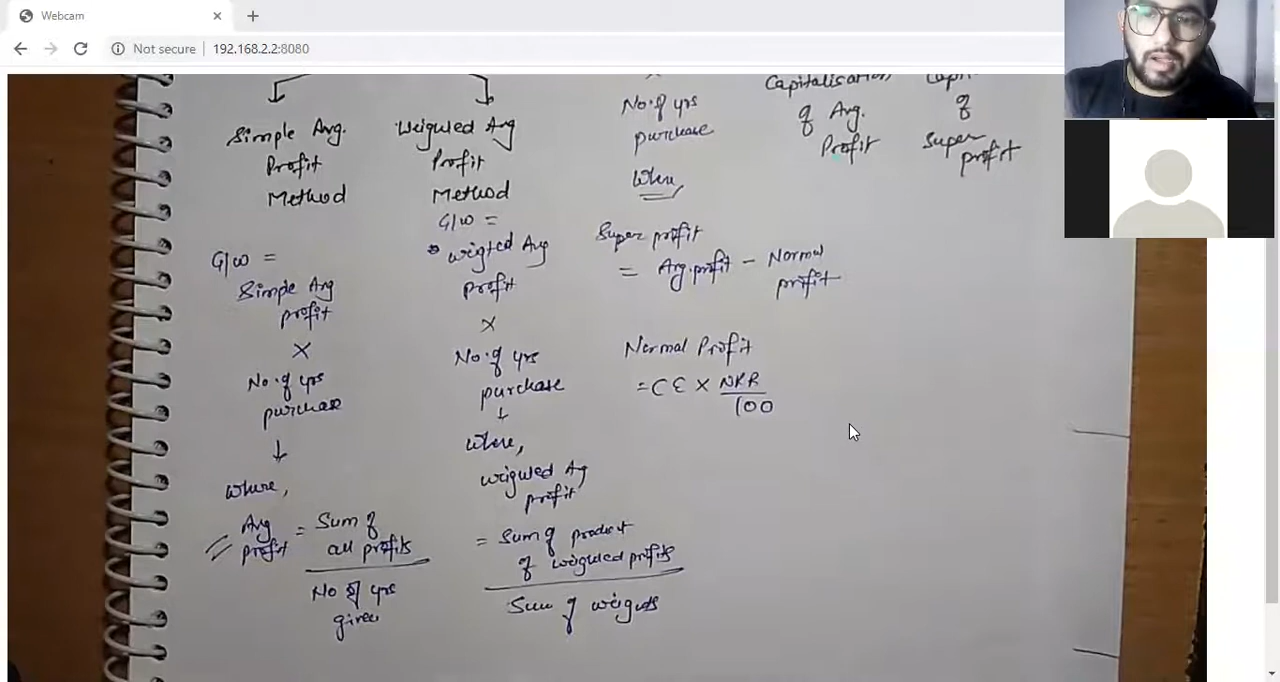 Webcam
Not secure
192.168.2.2:8080
Simple Avg.
Profit
Method
G/W =
Simple Avg
profit
×
No. of yrs
purchase
where,
Avg
profit
= Sum of
all profits
No of yrs
given
Weighted Avg
Profit
Method
G/W =
wigted Avg
profit
×
No. of yrs
purchase
where,
weighted Ag
profit
= Sum of product
of weighted profits
Sum of weights
×
No. of yrs
purchase
When,
Super profit
= Avg. profit - Normal
profit
Normal Profit
= CE × NRR
100
Capitalisation
of Avg.
Profit
of
Super
profit